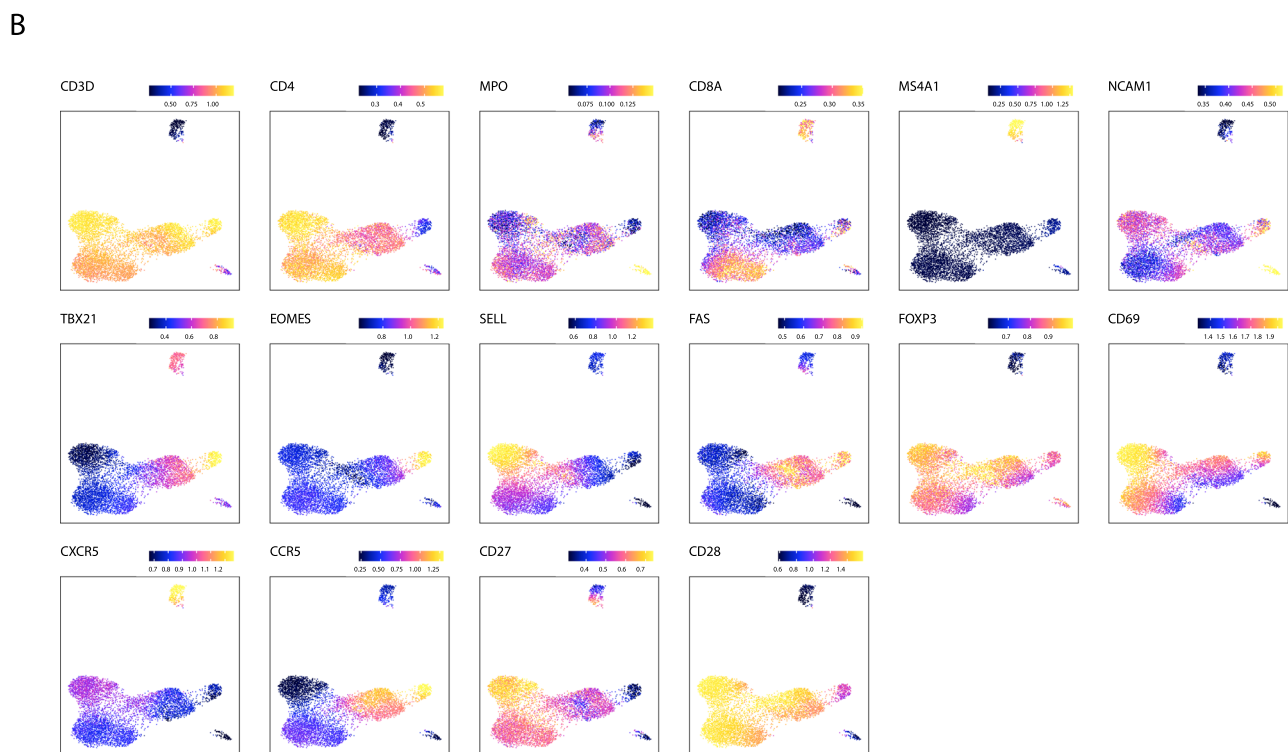 B
CD3D
0.50 0.75 1.00
CD4
0.3 0.4 0.5
MPO
0.075 0.100 0.125
CD8A
0.25 0.30 0.35
MS4A1
0.25 0.50 0.75 1.00 1.25
NCAM1
0.35 0.40 0.45 0.50
TBX21
0.4 0.6 0.8
EOMES
0.8 1.0 1.2
SELL
0.6 0.8 1.0 1.2
FAS
0.5 0.6 0.7 0.8 0.9
FOXP3
0.7 0.8 0.9
CD69
1.4 1.5 1.6 1.7 1.8 1.9
CXCR5
0.7 0.8 0.9 1.0 1.1 1.2
CCR5
0.25 0.50 0.75 1.00 1.25
CD27
0.4 0.5 0.6 0.7
CD28
0.6 0.8 1.0 1.2 1.4